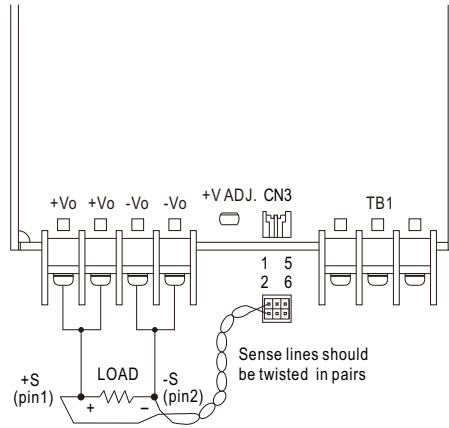 +Vo +Vo -Vo -Vo +V ADJ. CN3 TB1
1 5
2 6
Sense lines should
be twisted in pairs
+S
(pin1)
LOAD
-S
(pin2)
+ −